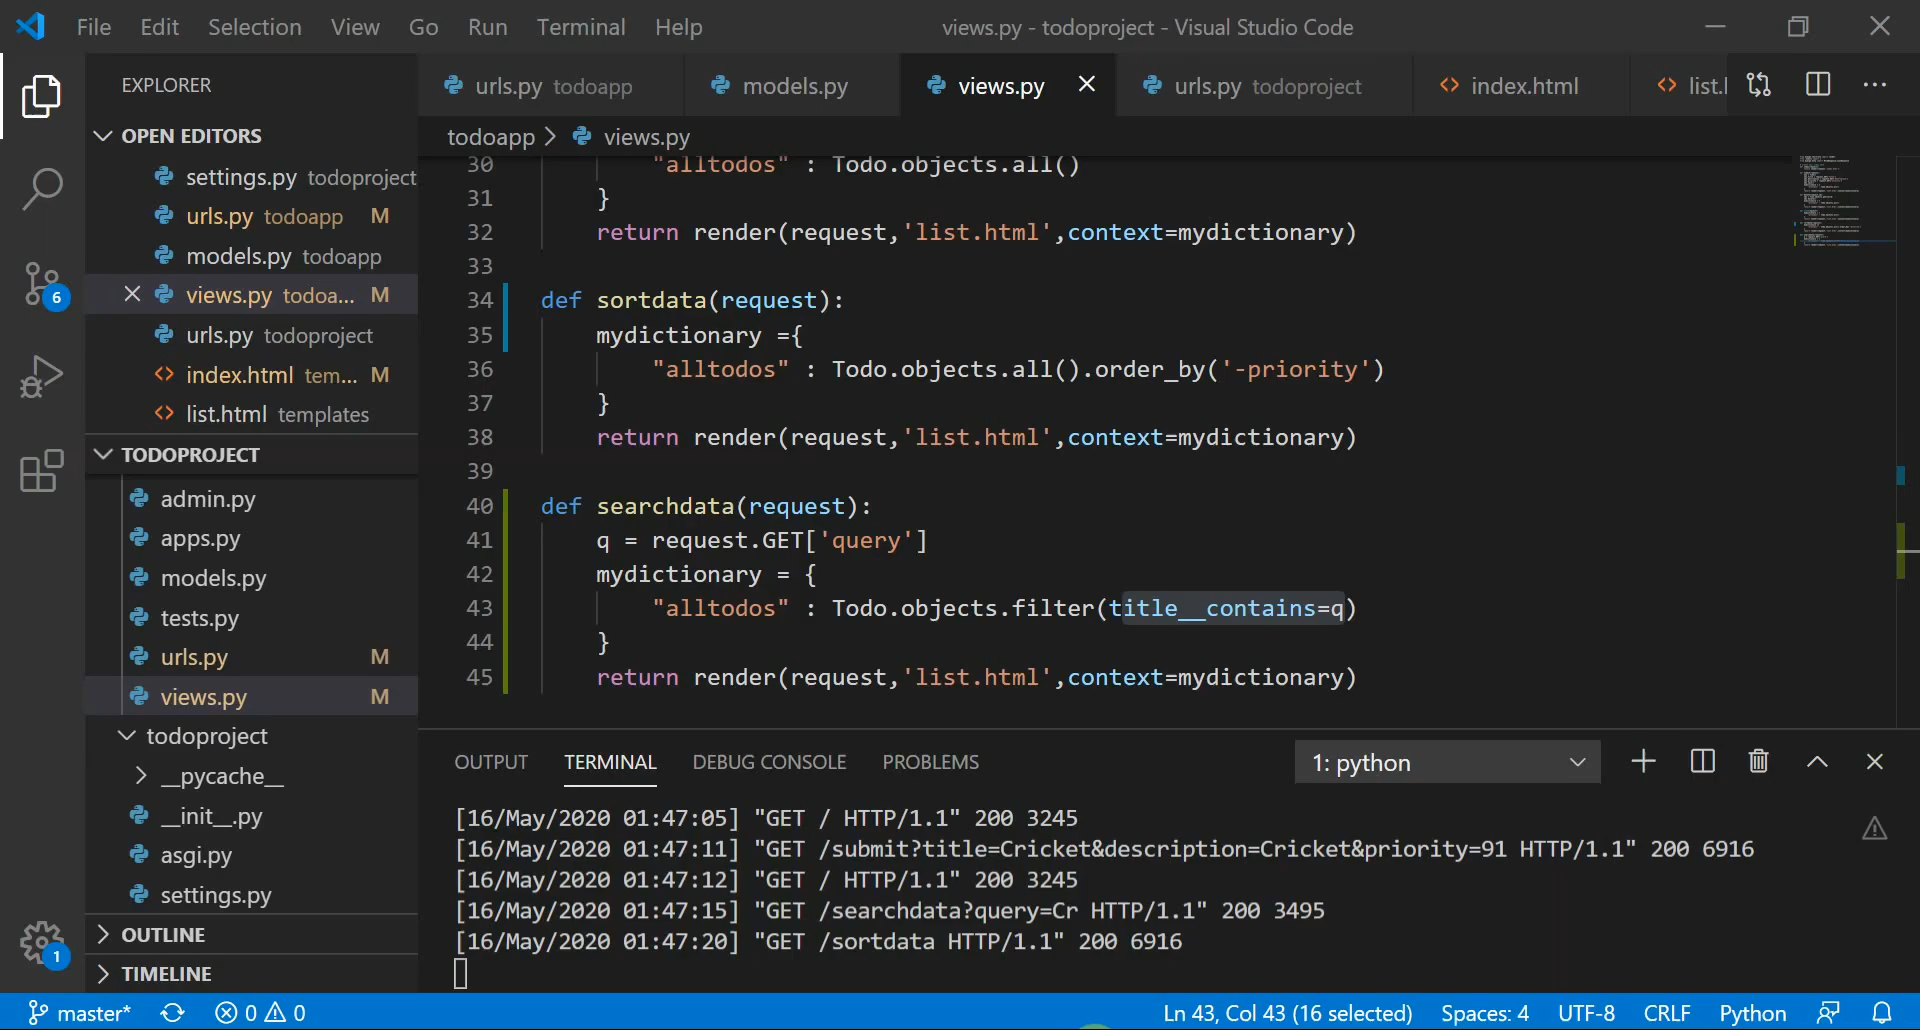 File Edit Selection View Go Run Terminal Help views.py - todoproject - Visual Studio Code
EXPLORER
urls.py todoapp models.py views.py urls.py todoproject index.html list.l
OPEN EDITORS
todoapp > views.py
settings.py todoproject
urls.py todoapp M
models.py todoapp
views.py todoa... M
urls.py todoproject
index.html tem... M
list.html templates
TODOPROJECT
admin.py
apps.py
models.py
tests.py
urls.py M
views.py M
todoproject
__pycache__
__init__.py
asgi.py
settings.py
OUTLINE
TIMELINE
6
1
30 "alltodos" : Todo.objects.all()
31 }
32 return render(request,'list.html',context=mydictionary)
33
34 def sortdata(request):
35 mydictionary ={
36 "alltodos" : Todo.objects.all().order_by('-priority')
37 }
38 return render(request,'list.html',context=mydictionary)
39
40 def searchdata(request):
41 q = request.GET['query']
42 mydictionary = {
43 "alltodos" : Todo.objects.filter(title__contains=q)
44 }
45 return render(request,'list.html',context=mydictionary)
OUTPUT TERMINAL DEBUG CONSOLE PROBLEMS 1: python
[16/May/2020 01:47:05] "GET / HTTP/1.1" 200 3245
[16/May/2020 01:47:11] "GET /submit?title=Cricket&description=Cricket&priority=91 HTTP/1.1" 200 6916
[16/May/2020 01:47:12] "GET / HTTP/1.1" 200 3245
[16/May/2020 01:47:15] "GET /searchdata?query=Cr HTTP/1.1" 200 3495
[16/May/2020 01:47:20] "GET /sortdata HTTP/1.1" 200 6916
master* 0 0 Ln 43, Col 43 (16 selected) Spaces: 4 UTF-8 CRLF Python